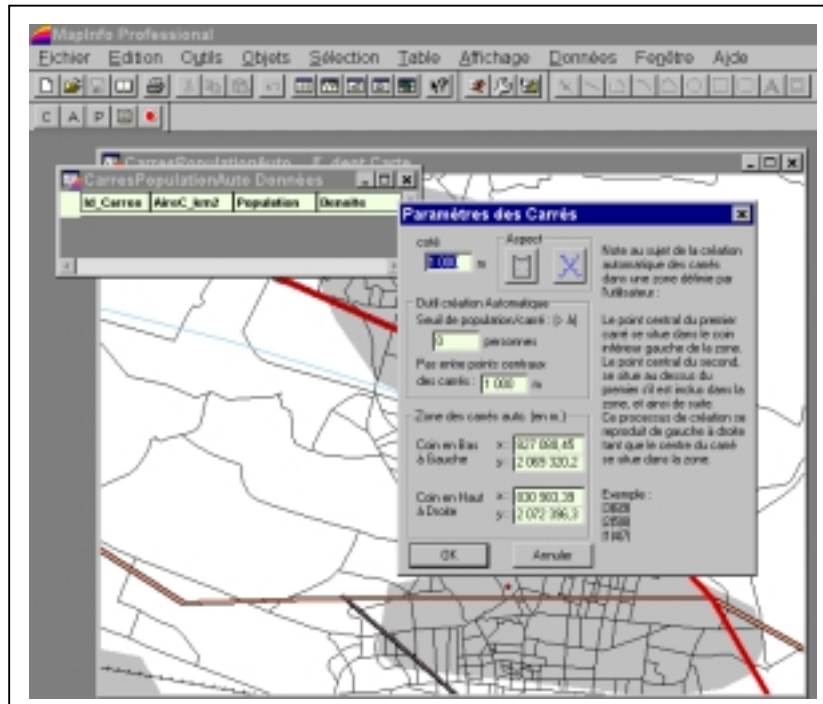 MapInfo Professional
Fichier Edition Outils Objets Sélection Table Affichage Données Fenêtre Aide
C A P
CarresPopulationAuto Carte
CarresPopulationAuto Données
Id_Carres AireC_km2 Population Densite
Paramètres des Carrés
coté
1 000 m
Aspect
Outil création Automatique
Seuil de population/carré : (> à)
0 personnes
Pas entre points centraux
des carrés : 1 000 m
Zone des carrés auto. (en m.)
Coin en Bas x:
à Gauche y: 2 069 320,2
Coin en Haut x: 830 903,39
à Droite y: 2 072 396,3
OK Annuler
Note au sujet de la création
automatique des carrés
dans une zone définie par
l'utilisateur :
Le point central du premier
carré se situe dans le coin
inférieur gauche de la zone.
Le point central du second,
se situe au dessus du
premier s'il est inclus dans la
zone, et ainsi de suite.
Ce processus de création se
reproduit de gauche à droite
tant que le centre du carré
se situe dans la zone.
Exemple :